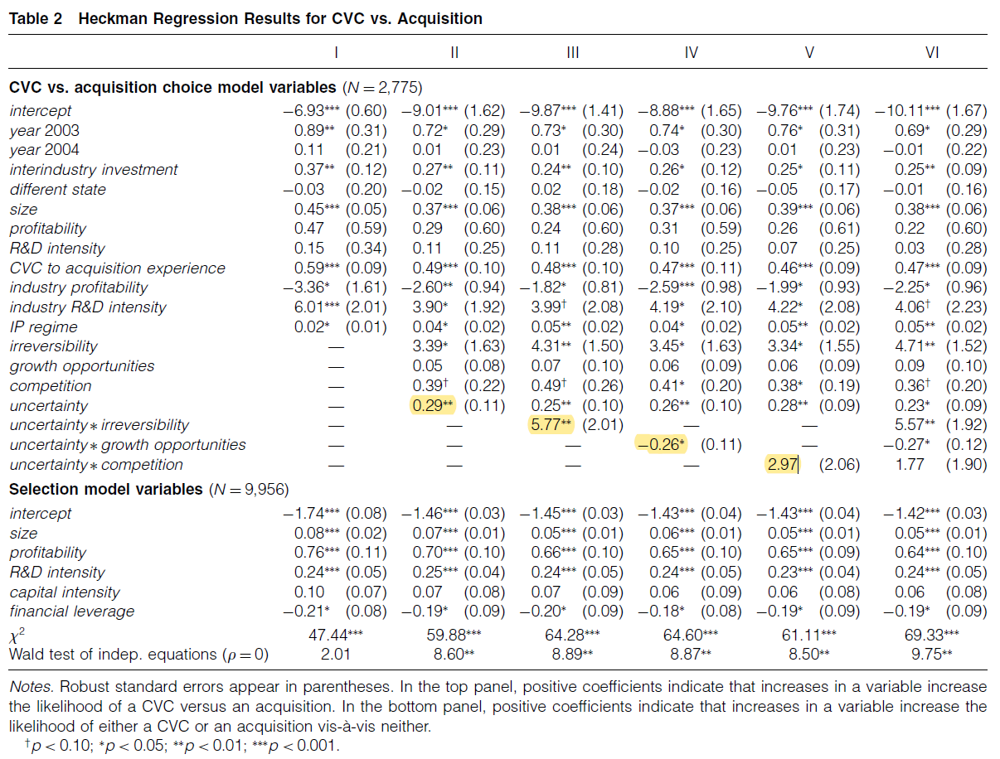 Table 2 Heckman Regression Results for CVC vs. Acquisition
I II III IV V VI
CVC vs. acquisition choice model variables (N = 2,775)
intercept −6.93*** (0.60) −9.01*** (1.62) −9.87*** (1.41) −8.88*** (1.65) −9.76*** (1.74) −10.11*** (1.67)
year 2003 0.89** (0.31) 0.72* (0.29) 0.73* (0.30) 0.74* (0.30) 0.76* (0.31) 0.69* (0.29)
year 2004 0.11 (0.21) 0.01 (0.23) 0.01 (0.24) −0.03 (0.23) 0.01 (0.23) −0.01 (0.22)
interindustry investment 0.37** (0.12) 0.27** (0.11) 0.24** (0.10) 0.26* (0.12) 0.25* (0.11) 0.25** (0.09)
different state −0.03 (0.20) −0.02 (0.15) 0.02 (0.18) −0.02 (0.16) −0.05 (0.17) −0.01 (0.16)
size 0.45*** (0.05) 0.37*** (0.06) 0.38*** (0.06) 0.37*** (0.06) 0.39*** (0.06) 0.38*** (0.06)
profitability 0.47 (0.59) 0.29 (0.60) 0.24 (0.60) 0.31 (0.59) 0.26 (0.61) 0.22 (0.60)
R&D intensity 0.15 (0.34) 0.11 (0.25) 0.11 (0.28) 0.10 (0.25) 0.07 (0.25) 0.03 (0.28)
CVC to acquisition experience 0.59*** (0.09) 0.49*** (0.10) 0.48*** (0.10) 0.47*** (0.11) 0.46*** (0.09) 0.47*** (0.09)
industry profitability −3.36* (1.61) −2.60** (0.94) −1.82* (0.81) −2.59*** (0.98) −1.99* (0.93) −2.25* (0.96)
industry R&D intensity 6.01*** (2.01) 3.90* (1.92) 3.99† (2.08) 4.19* (2.10) 4.22* (2.08) 4.06† (2.23)
IP regime 0.02* (0.01) 0.04* (0.02) 0.05** (0.02) 0.04* (0.02) 0.05** (0.02) 0.05** (0.02)
irreversibility — 3.39* (1.63) 4.31** (1.50) 3.45* (1.63) 3.34* (1.55) 4.71** (1.52)
growth opportunities — 0.05 (0.08) 0.07 (0.10) 0.06 (0.09) 0.06 (0.09) 0.09 (0.10)
competition — 0.39† (0.22) 0.49† (0.26) 0.41* (0.20) 0.38* (0.19) 0.36† (0.20)
uncertainty — 0.29** (0.11) 0.25** (0.10) 0.26** (0.10) 0.28** (0.09) 0.23* (0.09)
uncertainty∗irreversibility — — 5.77** (2.01) — — 5.57** (1.92)
uncertainty∗growth opportunities — — — −0.26* (0.11) — −0.27* (0.12)
uncertainty∗competition — — — — 2.97 (2.06) 1.77 (1.90)
Selection model variables (N = 9,956)
intercept −1.74*** (0.08) −1.46*** (0.03) −1.45*** (0.03) −1.43*** (0.04) −1.43*** (0.04) −1.42*** (0.03)
size 0.08*** (0.02) 0.07*** (0.01) 0.05*** (0.01) 0.06*** (0.01) 0.05*** (0.01) 0.05*** (0.01)
profitability 0.76*** (0.11) 0.70*** (0.10) 0.66*** (0.10) 0.65*** (0.10) 0.65*** (0.09) 0.64*** (0.10)
R&D intensity 0.24*** (0.05) 0.25*** (0.04) 0.24*** (0.05) 0.24*** (0.05) 0.23*** (0.04) 0.24*** (0.05)
capital intensity 0.10 (0.07) 0.07 (0.08) 0.07 (0.09) 0.06 (0.09) 0.06 (0.08) 0.06 (0.08)
financial leverage −0.21* (0.08) −0.19* (0.09) −0.20* (0.09) −0.18* (0.08) −0.19* (0.09) −0.19* (0.09)
χ² 47.44*** 59.88*** 64.28*** 64.60*** 61.11*** 69.33***
Wald test of indep. equations (ρ = 0) 2.01 8.60** 8.89** 8.87** 8.50** 9.75**
Notes. Robust standard errors appear in parentheses. In the top panel, positive coefficients indicate that increases in a variable increase
the likelihood of a CVC versus an acquisition. In the bottom panel, positive coefficients indicate that increases in a variable increase the
likelihood of either a CVC or an acquisition vis-à-vis neither.
†p < 0.10; *p < 0.05; **p < 0.01; ***p < 0.001.